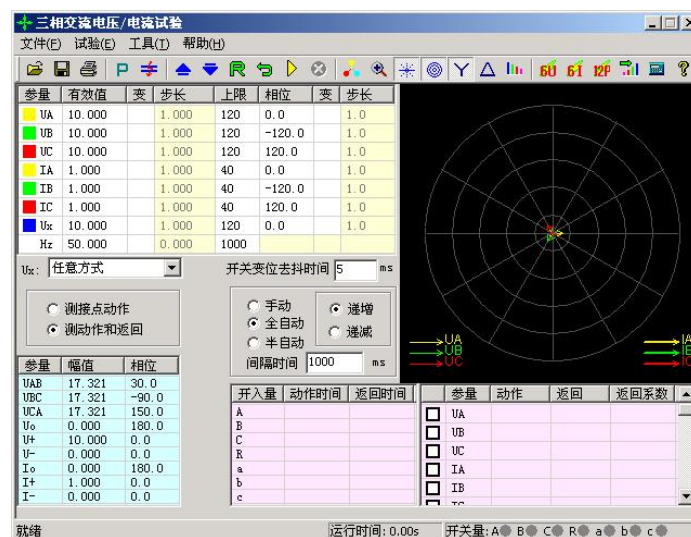 三相交流电压/电流试验
文件(F) 试验(E) 工具(T) 帮助(H)
P R 6U 6I 12P ?
参量 有效值 变 步长 上限 相位 变 步长
UA 10.000 1.000 120 0.0 1.0
UB 10.000 1.000 120 -120.0 1.0
UC 10.000 1.000 120 120.0 1.0
IA 1.000 1.000 40 0.0 1.0
IB 1.000 1.000 40 -120.0 1.0
IC 1.000 1.000 40 120.0 1.0
Ux 10.000 1.000 120 0.0 1.0
Hz 50.000 0.000 1000
Ux: 任意方式 开关变位去抖时间 5 ms
测接点动作
测动作和返回
手动
全自动
半自动
递增
递减
间隔时间 1000 ms
UA
UB
UC
IA
IB
IC
参量 幅值 相位
UAB 17.321 30.0
UBC 17.321 -90.0
UCA 17.321 150.0
Uo 0.000 180.0
U+ 10.000 0.0
U- 0.000 0.0
Io 0.000 180.0
I+ 1.000 0.0
I- 0.000 0.0
开入量 动作时间 返回时间
A
B
C
R
a
b
c
参量 动作 返回 返回系数
UA
UB
UC
IA
IB
IC
就绪 运行时间: 0.00s 开关量: A B C R a b c